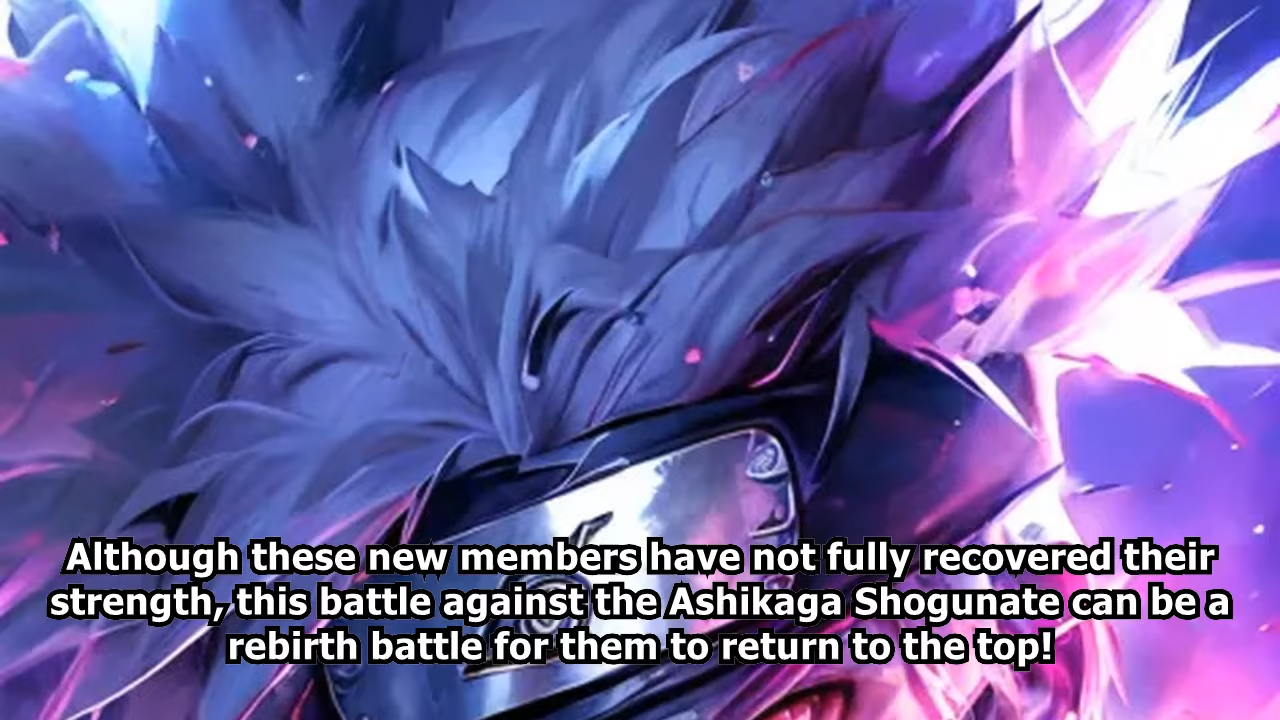 Although these new members have not fully recovered their
strength, this battle against the Ashikaga Shogunate can be a
rebirth battle for them to return to the top!